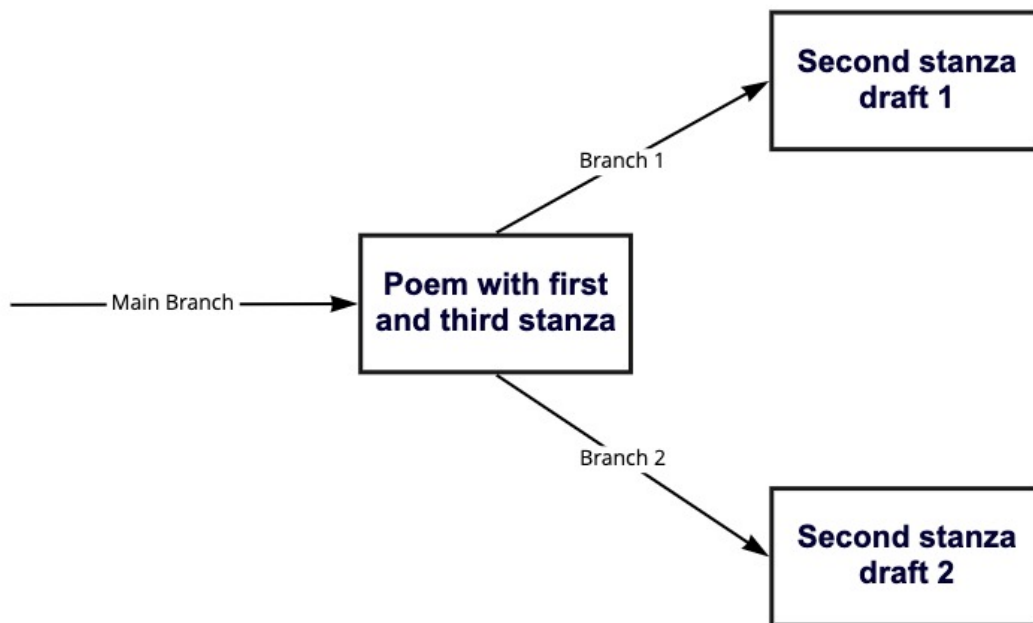 Second stanza
draft 1
Branch 1
Main Branch
Poem with first
and third stanza
Branch 2
Second stanza
draft 2